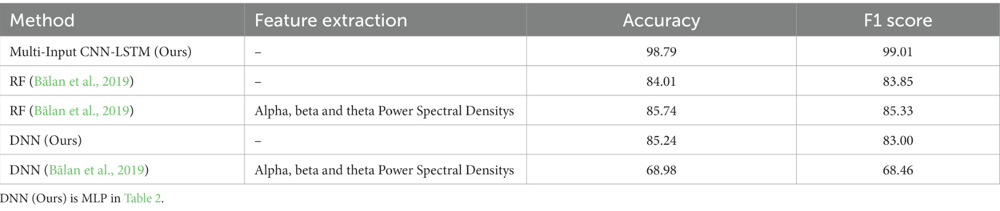 Method Feature extraction Accuracy F1 score
Multi-Input CNN-LSTM (Ours) – 98.79 99.01
RF (Bălan et al., 2019) – 84.01 83.85
RF (Bălan et al., 2019) Alpha, beta and theta Power Spectral Densitys 85.74 85.33
DNN (Ours) – 85.24 83.00
DNN (Bălan et al., 2019) Alpha, beta and theta Power Spectral Densitys 68.98 68.46
DNN (Ours) is MLP in Table 2.